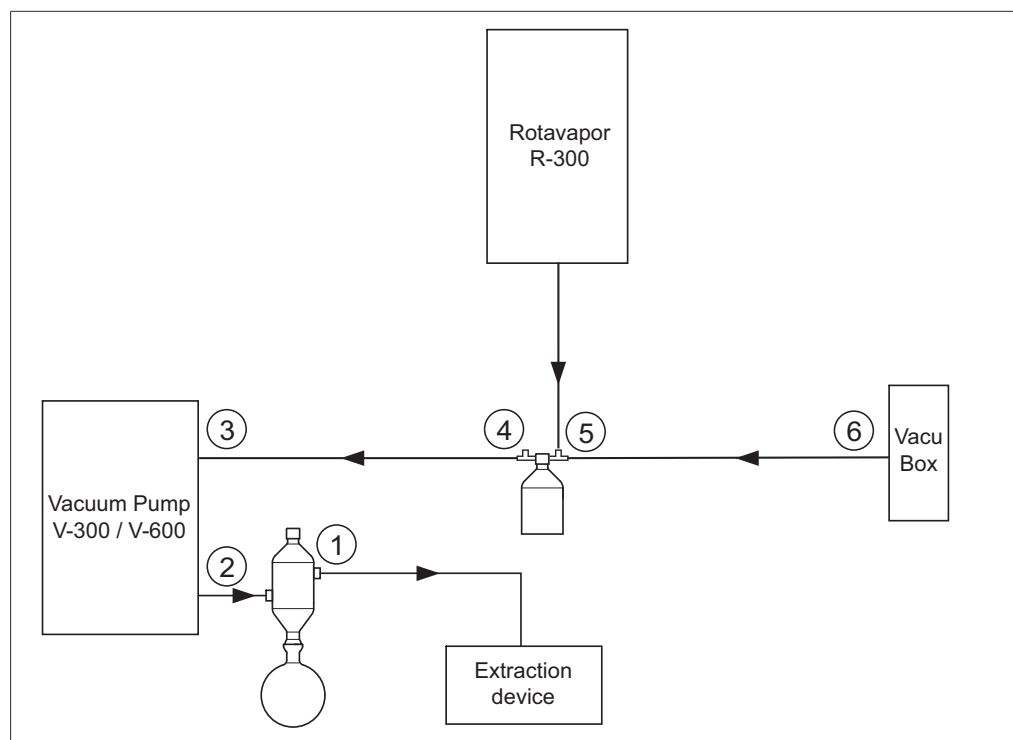 Rotavapor
R-300
3
4
5
6
Vacu
Box
Vacuum Pump
V-300 / V-600
2
1
Extraction
device